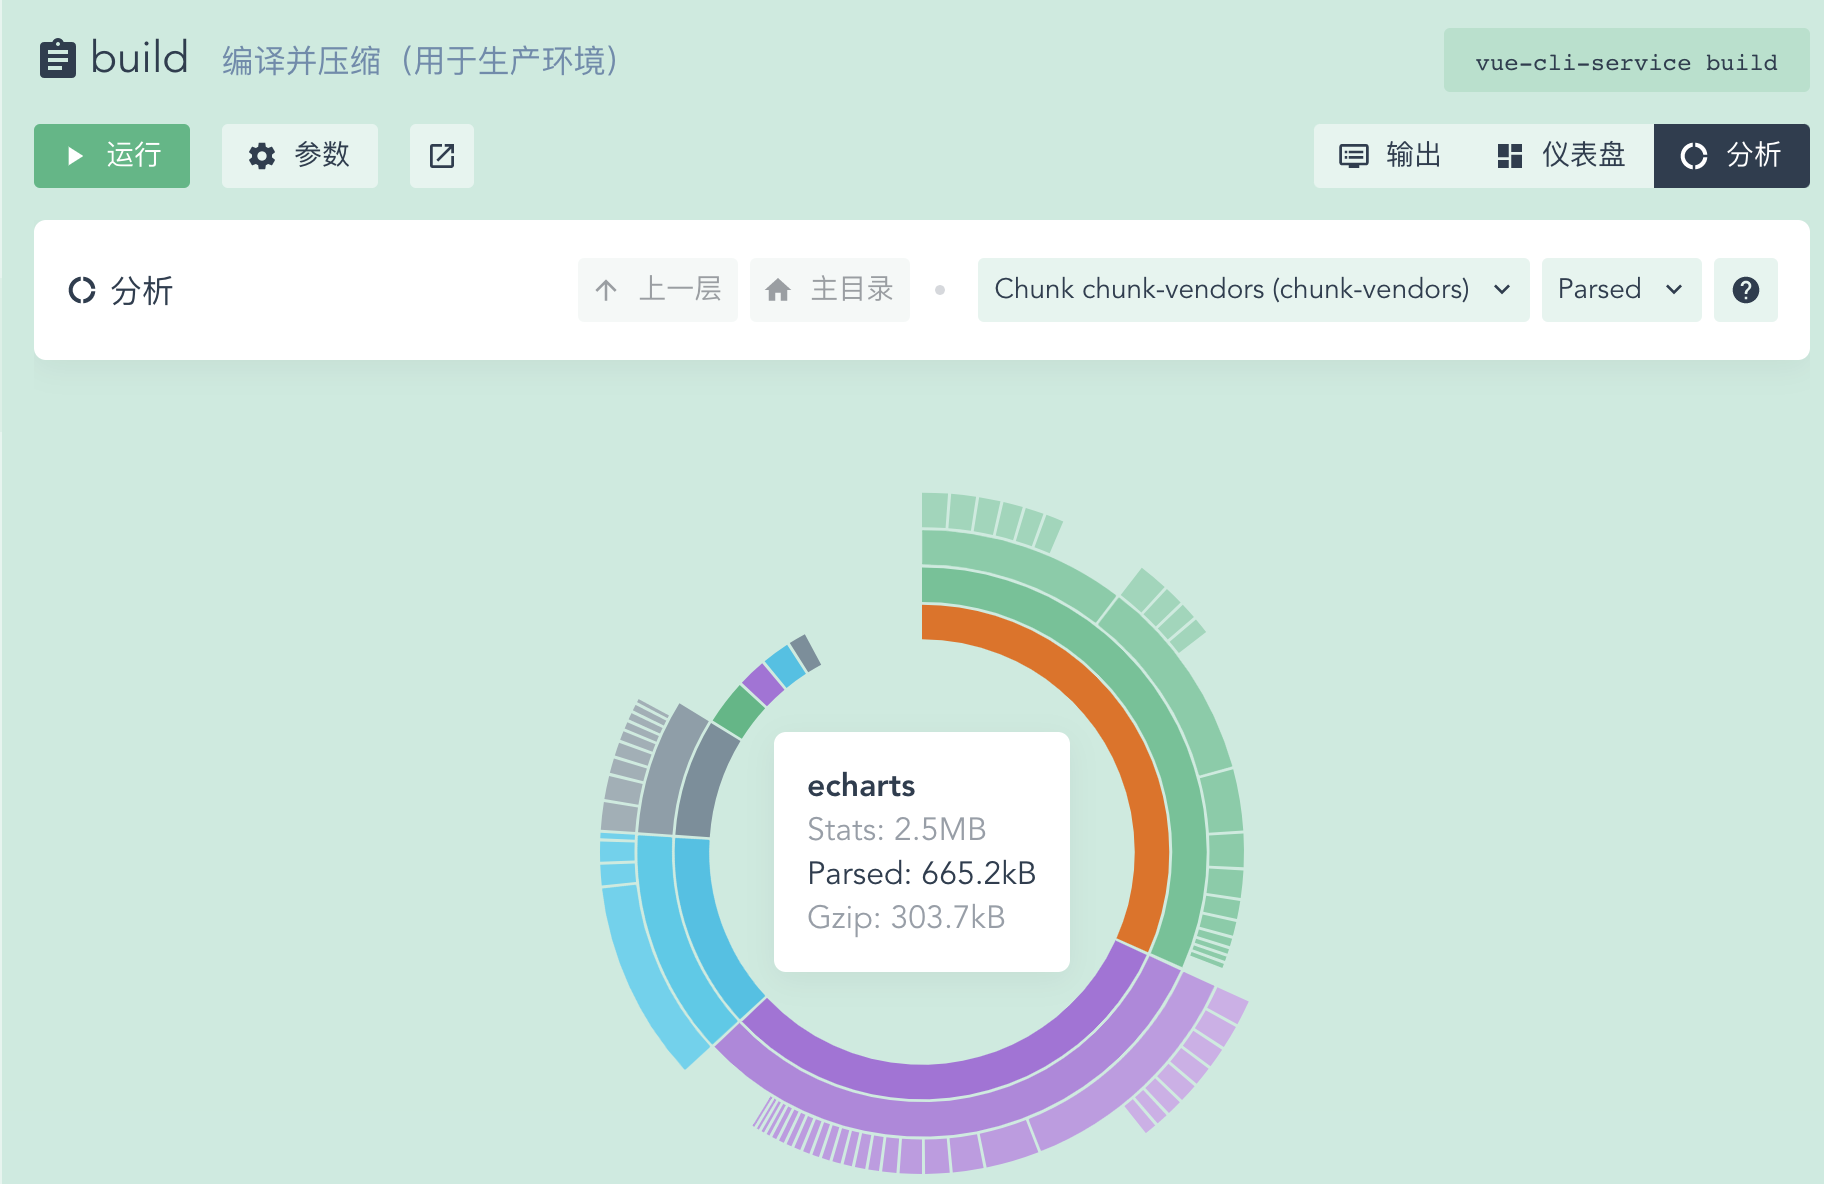 build 编译并压缩（用于生产环境）
vue-cli-service build
运行 参数
输出 仪表盘 分析
分析 上一层 主目录 Chunk chunk-vendors (chunk-vendors) Parsed
echarts
Stats: 2.5MB
Parsed: 665.2kB
Gzip: 303.7kB